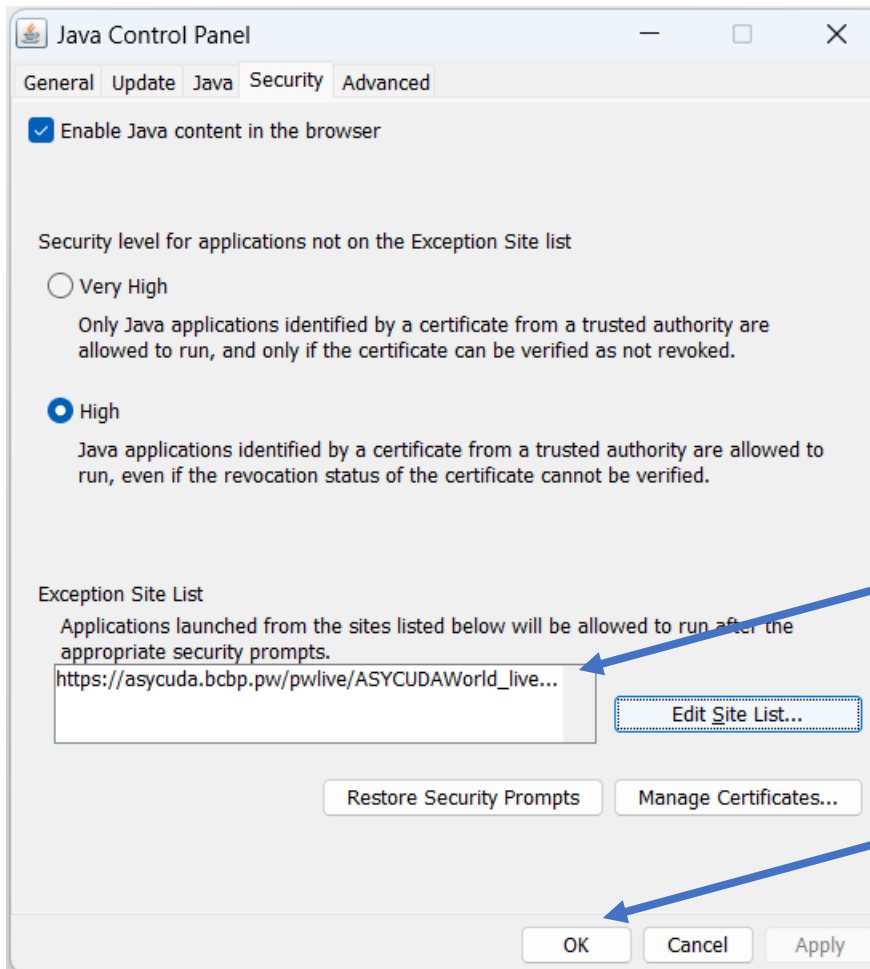 Java Control Panel
General Update Java Security Advanced
Enable Java content in the browser
Security level for applications not on the Exception Site list
Very High
Only Java applications identified by a certificate from a trusted authority are
allowed to run, and only if the certificate can be verified as not revoked.
High
Java applications identified by a certificate from a trusted authority are allowed to
run, even if the revocation status of the certificate cannot be verified.
Exception Site List
Applications launched from the sites listed below will be allowed to run after the
appropriate security prompts.
https://asycuda.bcbp.pw/pwlive/ASYCUDAWorld_live...
Edit Site List...
Restore Security Prompts Manage Certificates...
OK Cancel Apply